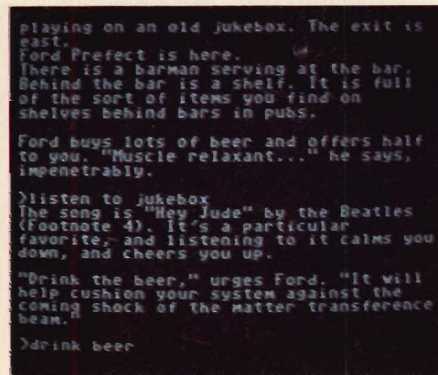 playing on an old jukebox. The exit is
east.
Ford Prefect is here.
There is a barman serving at the bar.
Behind the bar is a shelf. It is full
of the sort of items you find on
shelves behind bars in pubs.
Ford buys lots of beer and offers half
to you. "Muscle relaxant..." he says,
impenetrably.
>listen to jukebox
The song is "Hey Jude" by the Beatles
(Footnote 4). It's a particular
favorite, and listening to it calms you
down, and cheers you up.
"Drink the beer," urges Ford. "It will
help cushion your system against the
coming shock of the matter transference
beam."
>drink beer